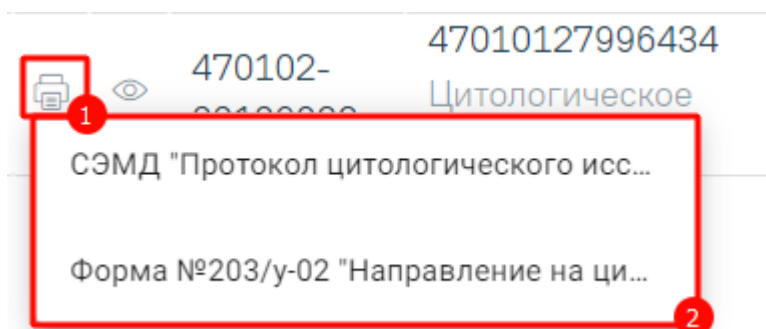 47010127996434
470102-
Цитологическое
1
СЭМД "Протокол цитологического исс...
Форма №203/у-02 "Направление на ци...
2